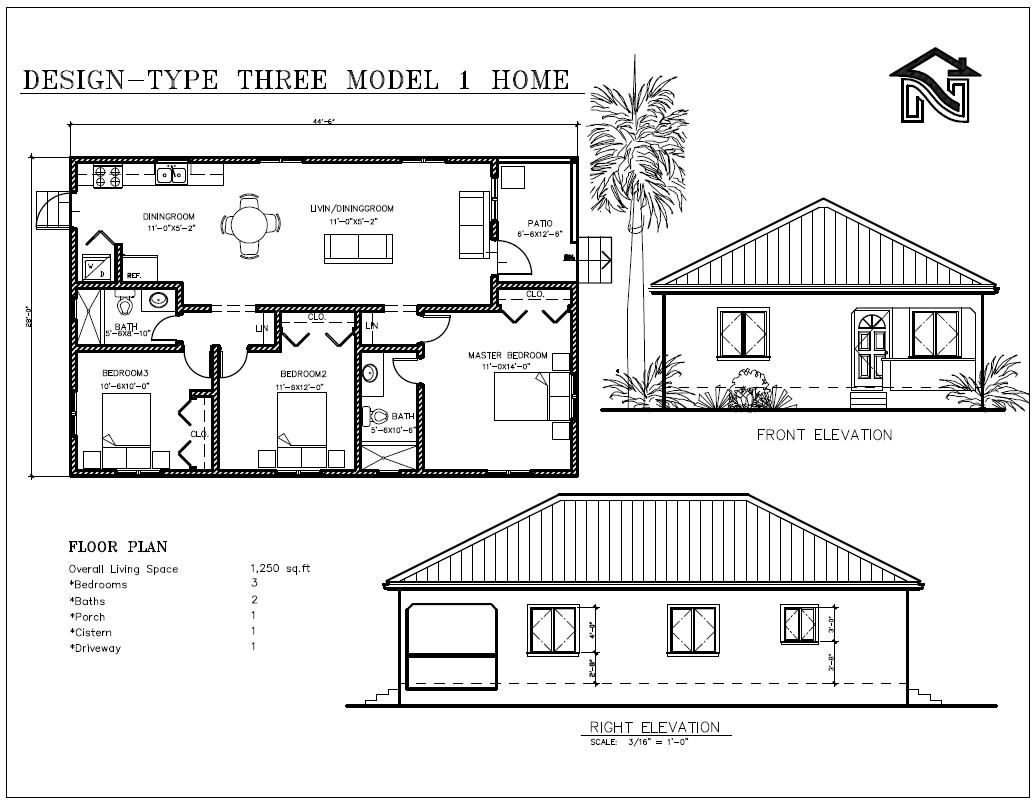 DESIGN-TYPE THREE MODEL 1 HOME
44'-6"
28'-0"
DININGROOM
11'-0"X5'-2"
LIVIN/DININGGROOM
11'-0"X5'-2"
PATIO
6'-6X12'-6"
W
D
REF.
BATH
5'-6X8'-10"
LIN
CLO.
LIN
CLO.
BEDROOM3
10'-6X10'-0"
CLO.
BEDROOM2
11'-6X12'-0"
BATH
5'-6X10'-6"
MASTER BEDROOM
11'-0X14'-0"
FRONT ELEVATION
FLOOR PLAN
Overall Living Space 1,250 sq.ft
*Bedrooms 3
*Baths 2
*Porch 1
*Cistern 1
*Driveway 1
4'-0"
2'-8"
3'-0"
3'-8"
RIGHT ELEVATION
SCALE: 3/16" = 1'-0"